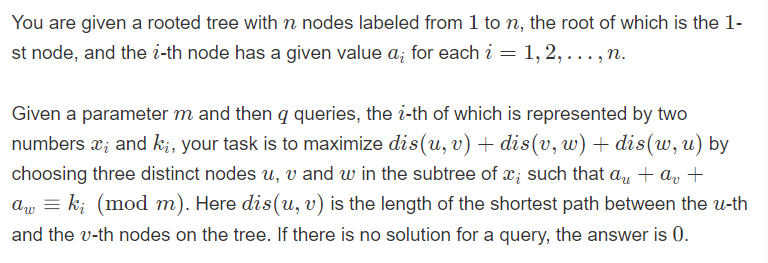 You are given a rooted tree with n nodes labeled from 1 to n, the root of which is the 1-
st node, and the i-th node has a given value a_i for each i = 1, 2, . . . , n.
Given a parameter m and then q queries, the i-th of which is represented by two
numbers x_i and k_i, your task is to maximize dis(u, v) + dis(v, w) + dis(w, u) by
choosing three distinct nodes u, v and w in the subtree of x_i such that a_u + a_v +
a_w ≡ k_i (mod m). Here dis(u, v) is the length of the shortest path between the u-th
and the v-th nodes on the tree. If there is no solution for a query, the answer is 0.